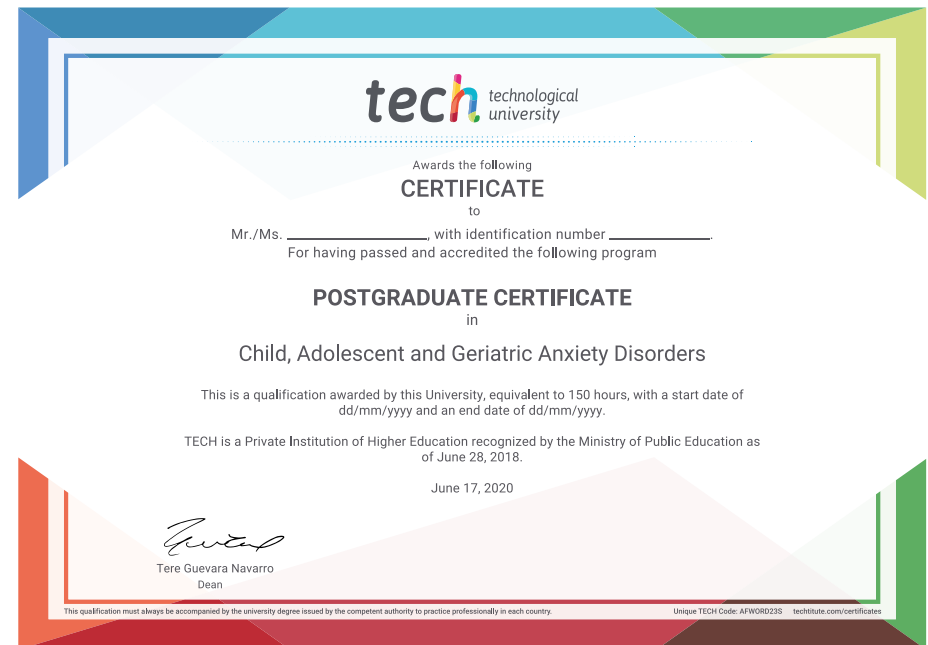 tech technological
university
Awards the following
CERTIFICATE
to
Mr./Ms. ____________________, with identification number ______________.
For having passed and accredited the following program
POSTGRADUATE CERTIFICATE
in
Child, Adolescent and Geriatric Anxiety Disorders
This is a qualification awarded by this University, equivalent to 150 hours, with a start date of
dd/mm/yyyy and an end date of dd/mm/yyyy.
TECH is a Private Institution of Higher Education recognized by the Ministry of Public Education as
of June 28, 2018.
June 17, 2020
Tere Guevara Navarro
Dean
This qualification must always be accompanied by the university degree issued by the competent authority to practice professionally in each country.
Unique TECH Code: AFWORD23S techtitute.com/certificates